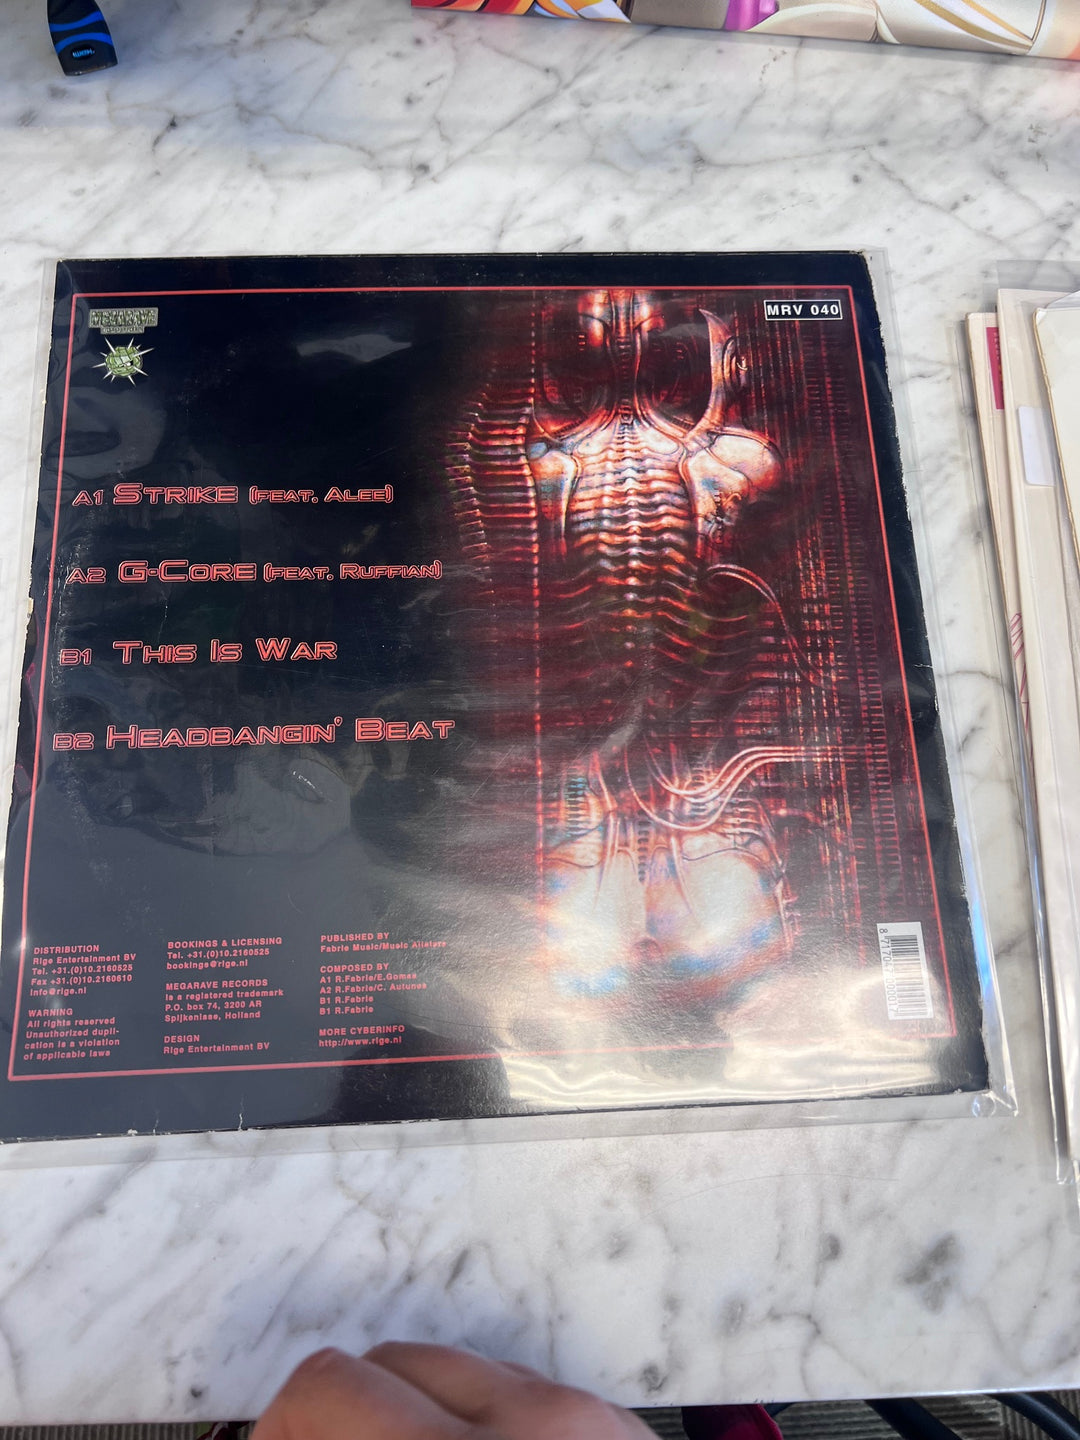 MEGARAVE
MRV 040
A1 STRIKE (FEAT. ALEE)
A2 G-CORE (FEAT. RUFFIAN)
B1 THIS IS WAR
B2 HEADBANGIN' BEAT
DISTRIBUTION
Rige Entertainment BV
Tel. +31.(0)10.2160525
Fax +31.(0)10.2160610
info@rige.nl
WARNING
All rights reserved
Unauthorized dupli-
cation is a violation
of applicable laws
BOOKINGS & LICENSING
Tel. +31.(0)10.2160525
bookings@rige.nl
MEGARAVE RECORDS
is a registered trademark
P.O. box 74, 3200 AR
Spijkenisse, Holland
DESIGN
Rige Entertainment BV
PUBLISHED BY
Fabrie Music/Music Allstars
COMPOSED BY
A1 R.Fabrie/E.Gomes
A2 R.Fabrie/C. Autunes
B1 R.Fabrie
B1 R.Fabrie
MORE CYBERINFO
http://www.rige.nl